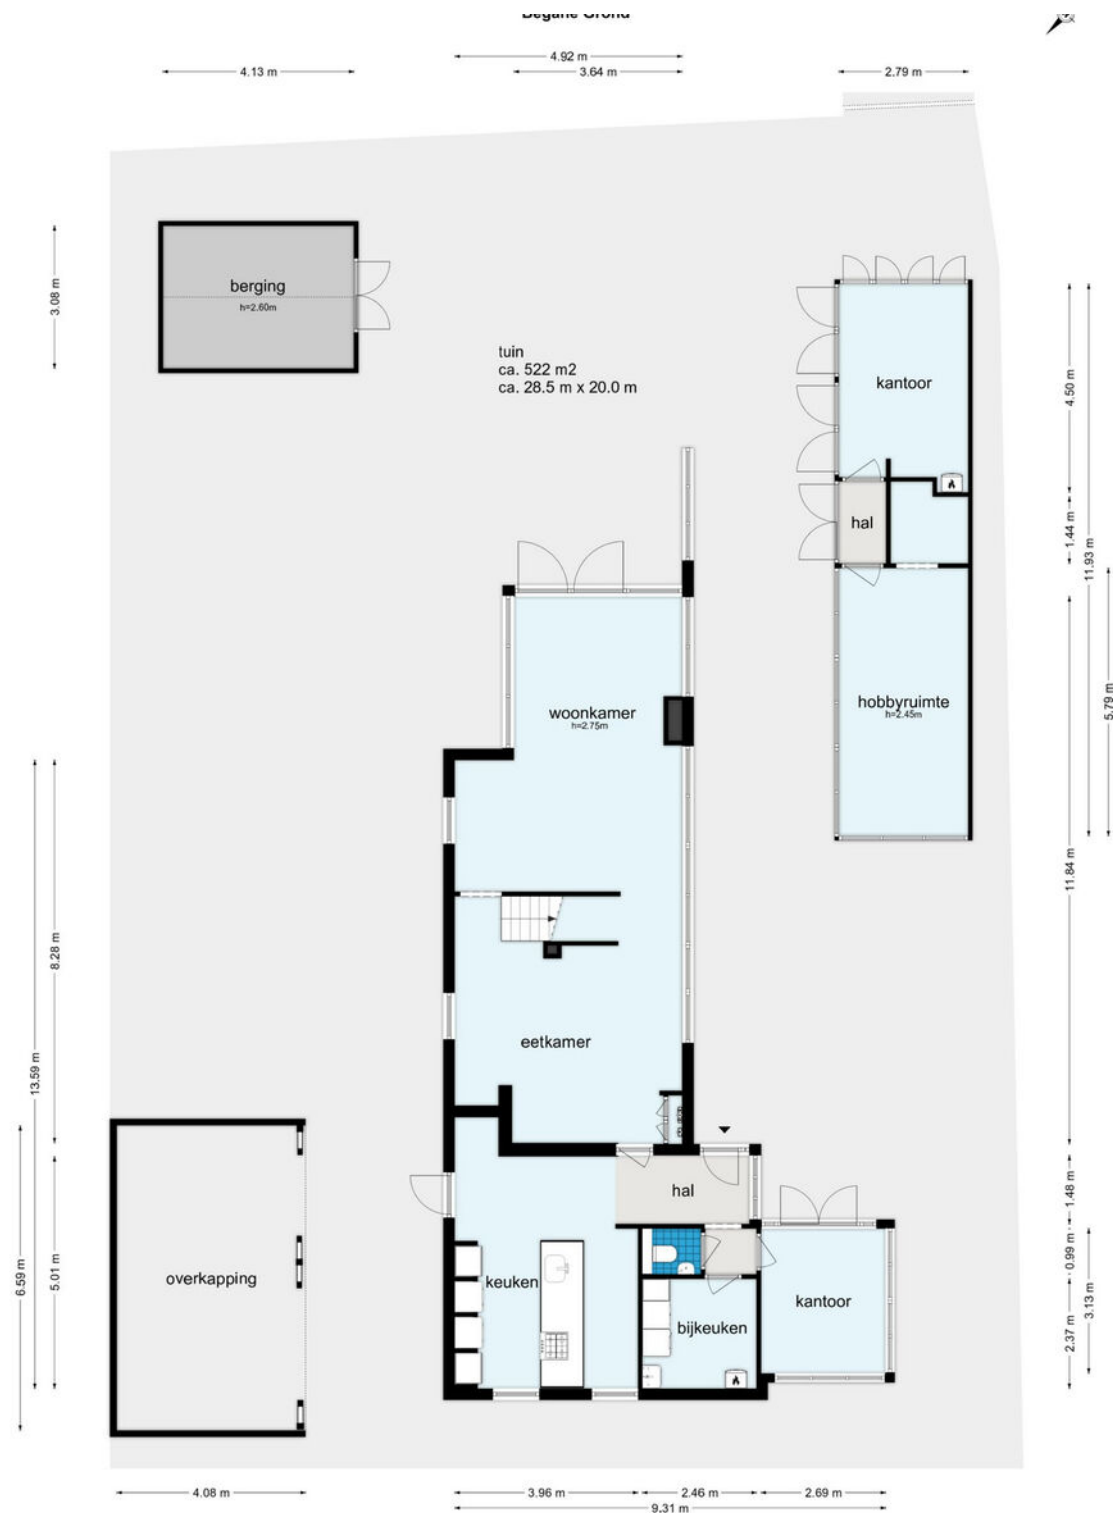 Begane Grond
4.92 m
4.13 m
3.64 m
2.79 m
3.08 m
berging
h=2.60m
tuin
ca. 522 m2
ca. 28.5 m x 20.0 m
kantoor
4.50 m
hal
1.44 m
11.93 m
hobbyruimte
h=2.45m
5.79 m
woonkamer
h=2.75m
11.84 m
8.28 m
13.59 m
eetkamer
hal
1.48 m
overkapping
keuken
bijkeuken
kantoor
6.59 m
5.01 m
0.99 m
2.37 m
3.13 m
4.08 m
3.96 m
2.46 m
2.69 m
9.31 m